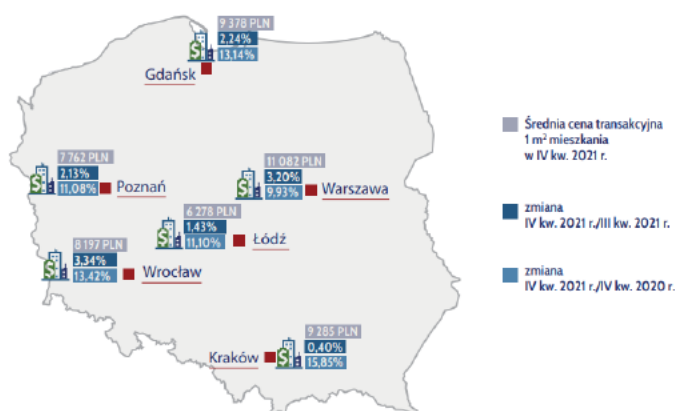 9 378 PLN
2,24%
13,14%
Gdańsk
7 762 PLN
2,13%
11,08%
Poznań
11 082 PLN
3,20%
9,93%
Warszawa
6 278 PLN
1,43%
11,10%
Łódź
8 197 PLN
3,34%
13,42%
Wrocław
9 285 PLN
0,40%
15,85%
Kraków
Średnia cena transakcyjna
1 m² mieszkania
w IV kw. 2021 r.
zmiana
IV kw. 2021 r./III kw. 2021 r.
zmiana
IV kw. 2021 r./IV kw. 2020 r.